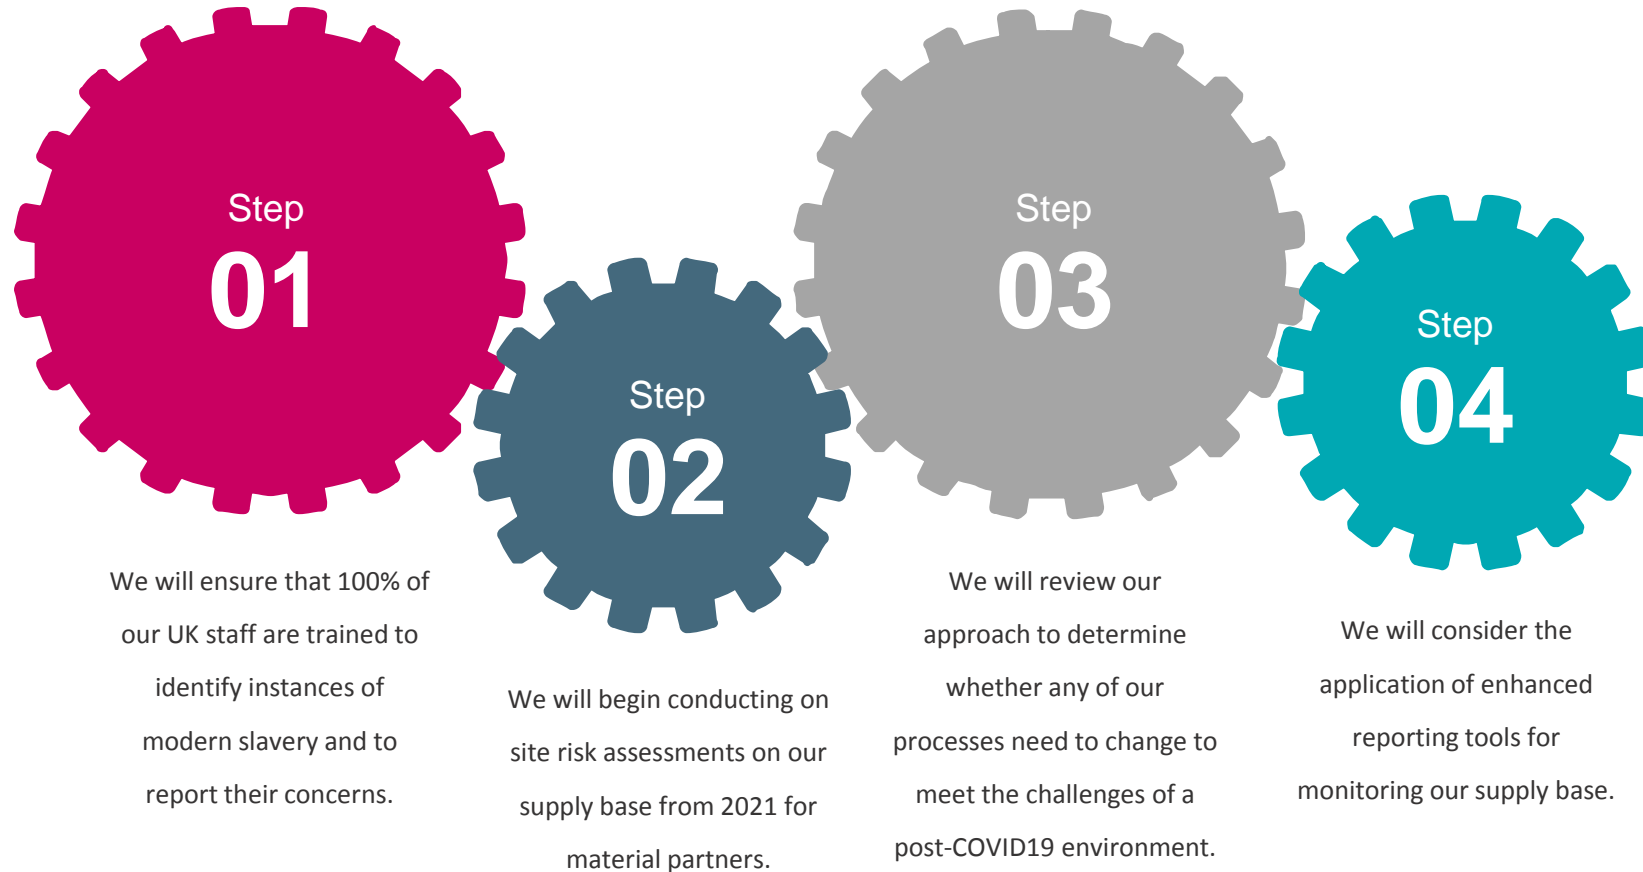 Step
01
We will ensure that 100% of
our UK staff are trained to
identify instances of
modern slavery and to
report their concerns.
Step
02
We will begin conducting on
site risk assessments on our
supply base from 2021 for
material partners.
Step
03
We will review our
approach to determine
whether any of our
processes need to change to
meet the challenges of a
post-COVID19 environment.
Step
04
We will consider the
application of enhanced
reporting tools for
monitoring our supply base.